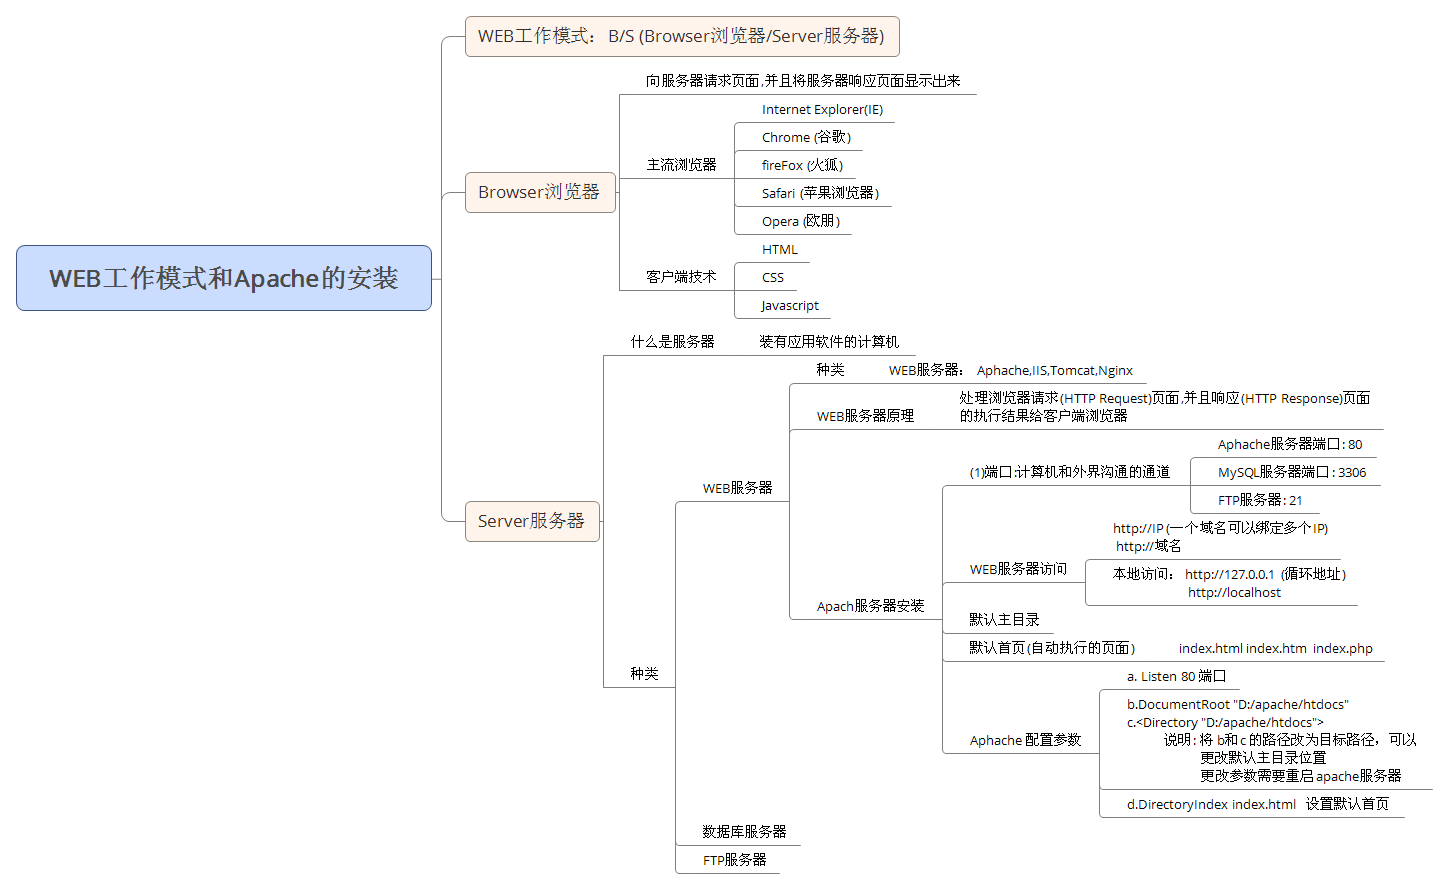 WEB工作模式和Apache的安装
WEB工作模式：B/S (Browser浏览器/Server服务器)
Browser浏览器
向服务器请求页面,并且将服务器响应页面显示出来
主流浏览器
Internet Explorer(IE)
Chrome (谷歌)
fireFox (火狐)
Safari (苹果浏览器)
Opera (欧朋)
客户端技术
HTML
CSS
Javascript
Server服务器
什么是服务器
装有应用软件的计算机
种类
WEB服务器
种类
WEB服务器： Aphache,IIS,Tomcat,Nginx
WEB服务器原理
处理浏览器请求(HTTP Request)页面,并且响应(HTTP Response)页面
的执行结果给客户端浏览器
Apach服务器安装
(1)端口:计算机和外界沟通的通道
Aphache服务器端口: 80
MySQL服务器端口: 3306
FTP服务器: 21
WEB服务器访问
http://IP (一个域名可以绑定多个IP)
http://域名
本地访问： http://127.0.0.1 (循环地址)
http://localhost
默认主目录
默认首页(自动执行的页面)
index.html index.htm index.php
Aphache 配置参数
a. Listen 80 端口
b.DocumentRoot "D:/apache/htdocs"
c.<Directory "D:/apache/htdocs">
说明: 将 b和c 的路径改为目标路径，可以
更改默认主目录位置
更改参数需要重启 apache服务器
d.DirectoryIndex index.html 设置默认首页
数据库服务器
FTP服务器